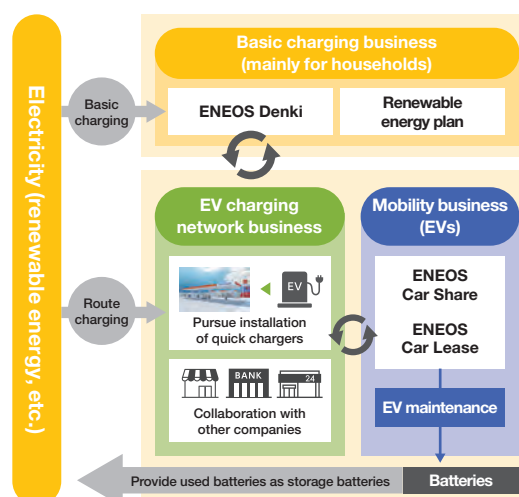 Electricity (renewable energy, etc.)
Basic charging business
(mainly for households)
Basic
charging
ENEOS Denki
Renewable
energy plan
EV charging
network business
Mobility business
(EVs)
Route
charging
EV
Pursue installation
of quick chargers
BANK
24
Collaboration with
other companies
ENEOS
Car Share
ENEOS
Car Lease
EV maintenance
Provide used batteries as storage batteries
Batteries